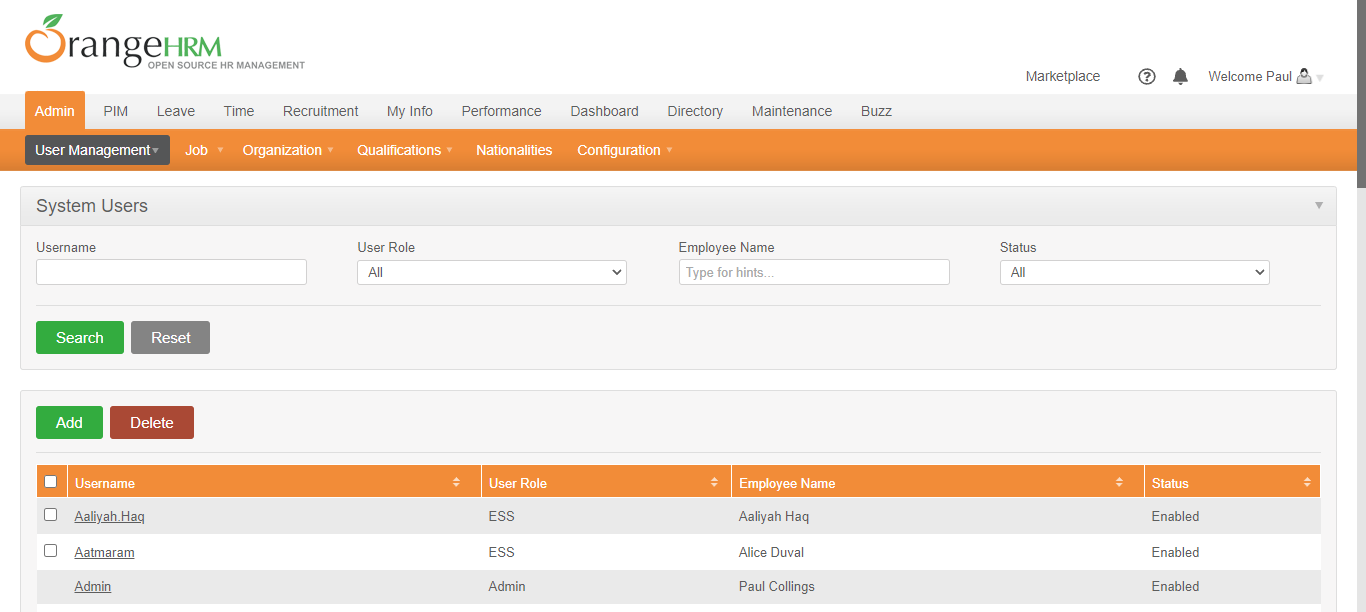 OrangeHRM
OPEN SOURCE HR MANAGEMENT
Marketplace Welcome Paul
Admin PIM Leave Time Recruitment My Info Performance Dashboard Directory Maintenance Buzz
User Management Job Organization Qualifications Nationalities Configuration
System Users
Username User Role Employee Name Status
All Type for hints... All
Search Reset
Add Delete
Username User Role Employee Name Status
Aaliyah.Haq ESS Aaliyah Haq Enabled
Aatmaram ESS Alice Duval Enabled
Admin Admin Paul Collings Enabled